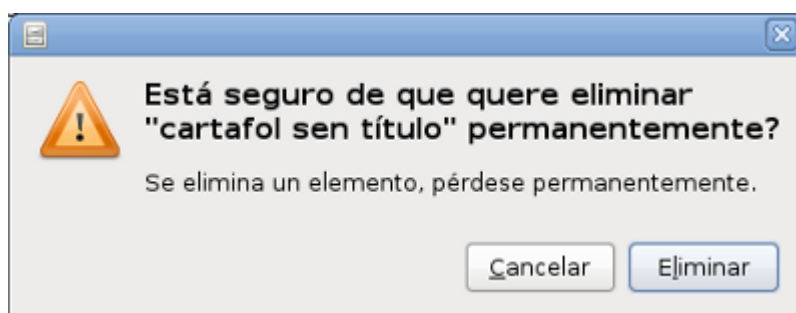 Está seguro de que quere eliminar
"cartafol sen título" permanentemente?
Se elimina un elemento, pérdese permanentemente.
Cancelar
Eliminar